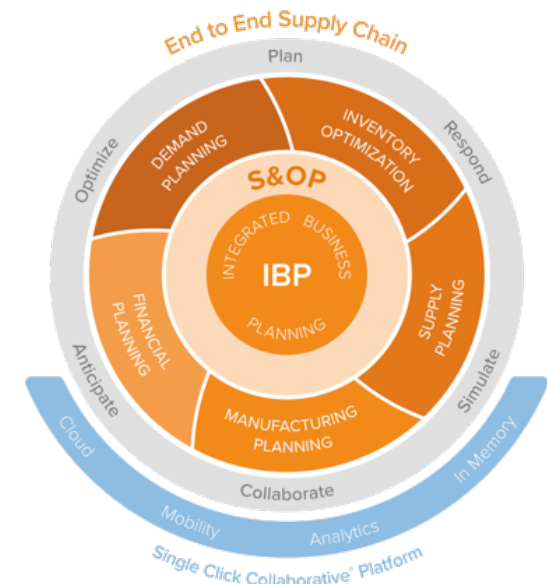 End to End Supply Chain
Plan
Optimize
Respond
DEMAND
PLANNING
INVENTORY
OPTIMIZATION
S&OP
INTEGRATED BUSINESS
IBP
PLANNING
FINANCIAL
PLANNING
SUPPLY
PLANNING
MANUFACTURING
PLANNING
Anticipate
Simulate
Collaborate
Cloud
Mobility
Analytics
In Memory
Single Click Collaborative® Platform